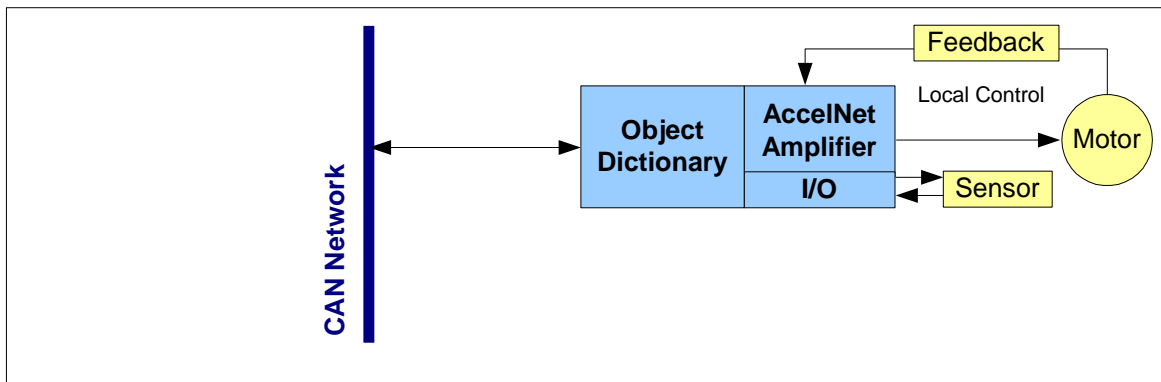 Feedback
Local Control
Object
Dictionary
AccelNet
Amplifier
I/O
Motor
Sensor
CAN Network